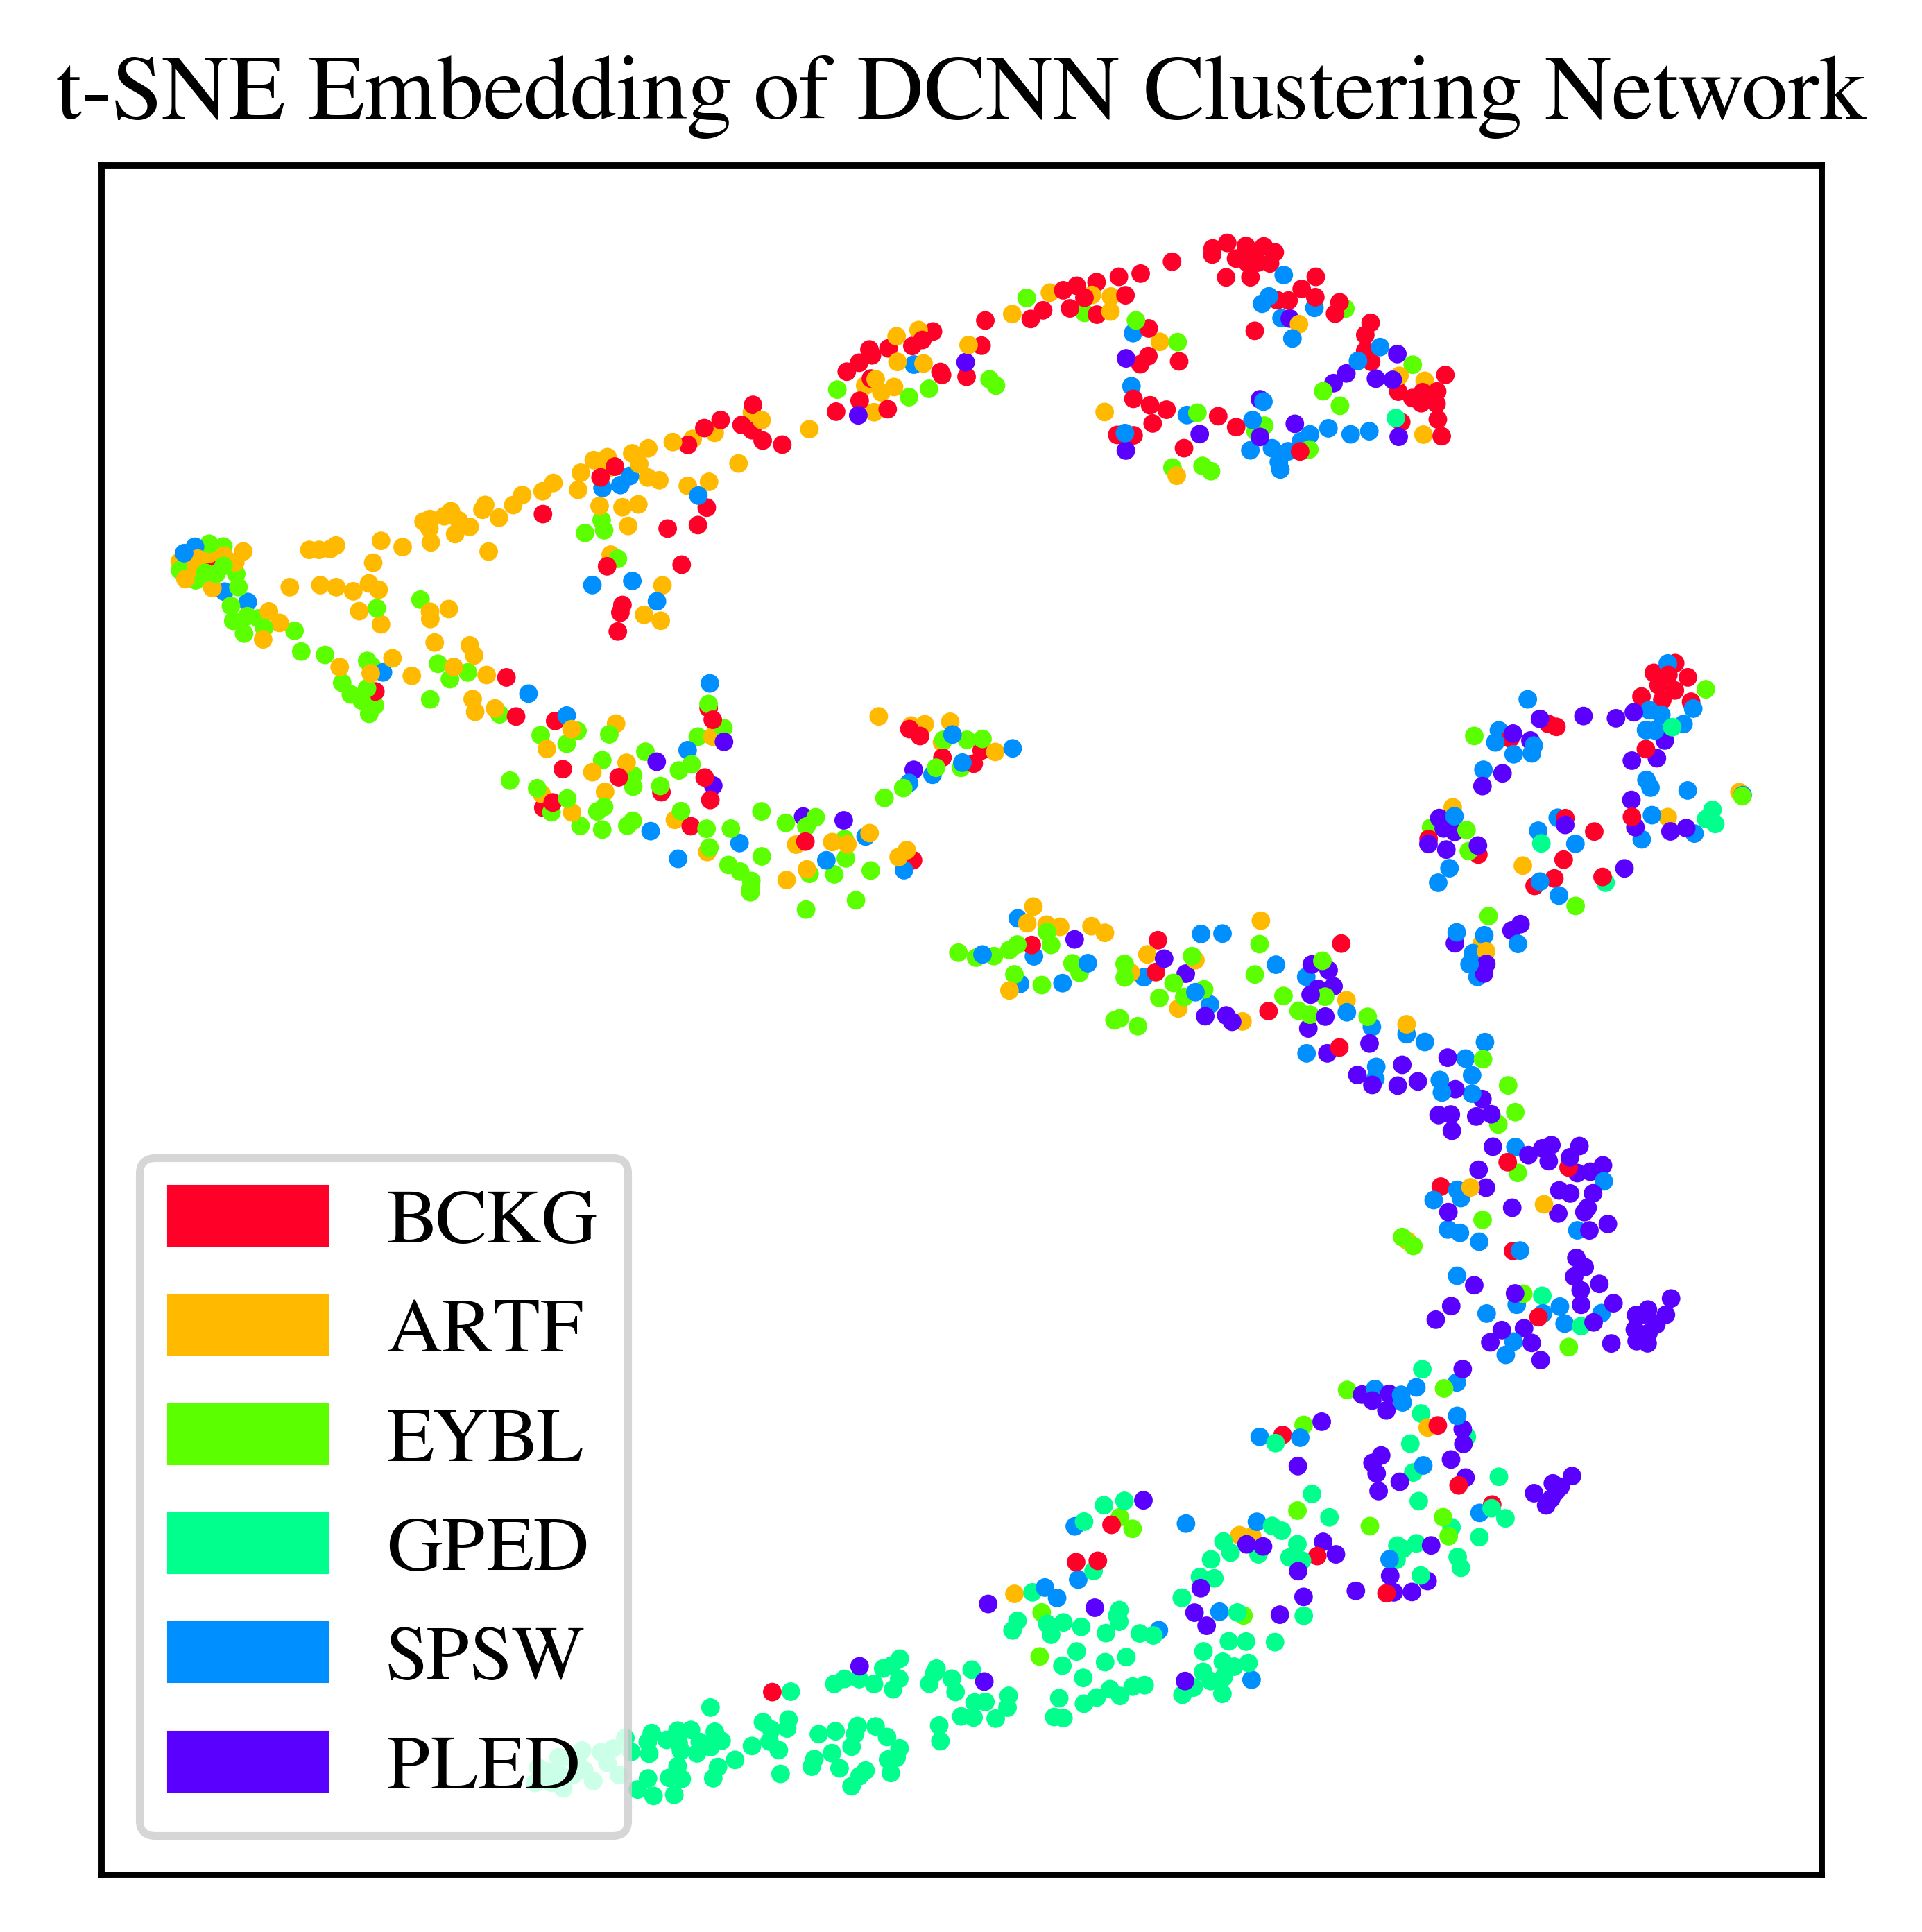 t-SNE Embedding of DCNN Clustering Network
BCKG
ARTF
EYBL
GPED
SPSW
PLED